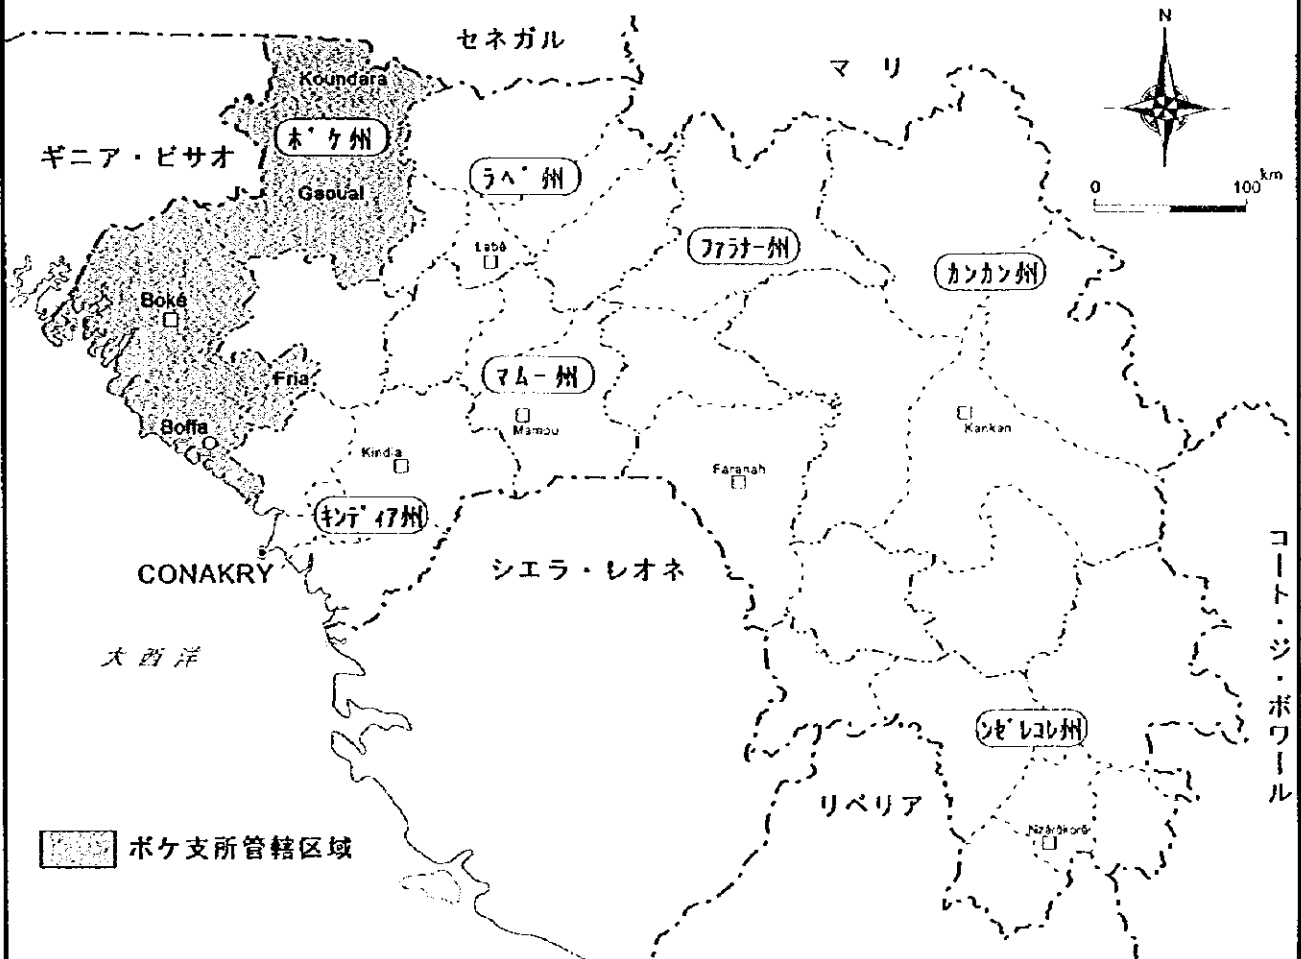 セネガル
マリ
N
Koundara
ボケ州
ギニア・ビサオ
ラベ州
km
0 100
Gaoual
ファラナー州
Labé
カンカン州
Boké
マムー州
Fria
Mamou
Kankan
Boffa
Kindia
Faranah
キンディア州
CONAKRY
シエラ・レオネ
コート・ジ・ボワール
大西洋
ンゼレコレ州
リベリア
ボケ支所管轄区域